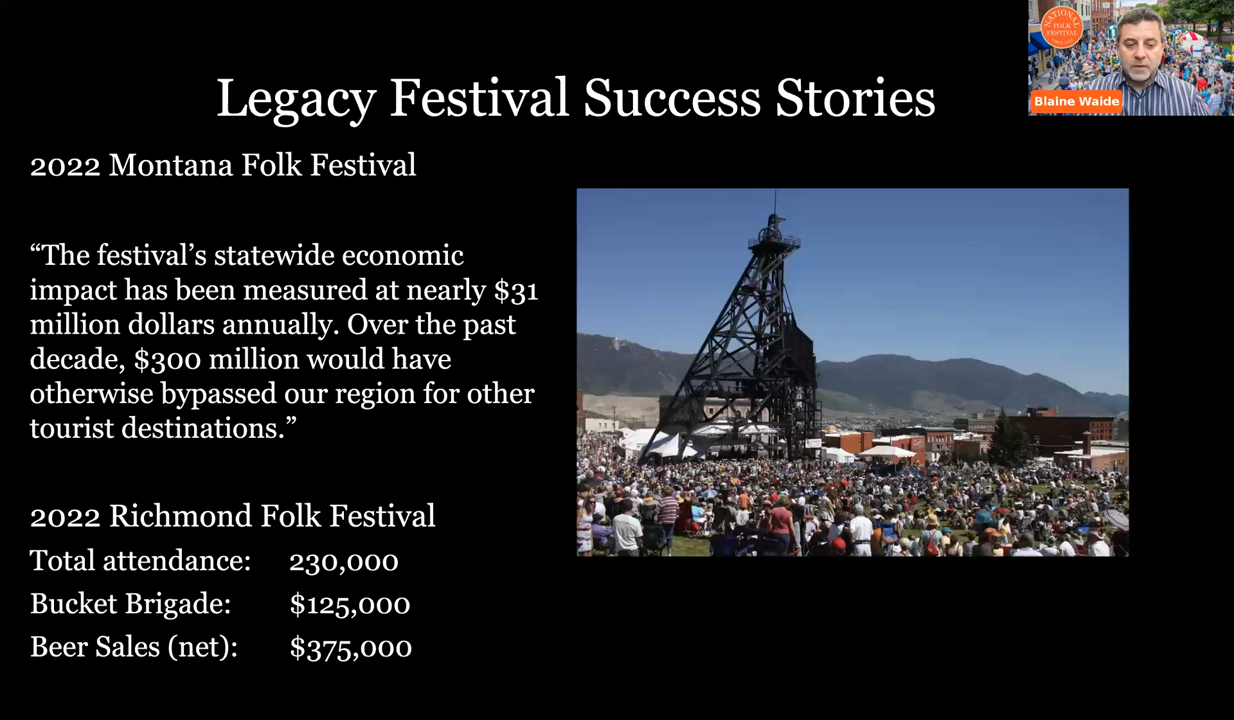 NATIONAL
FOLK
FESTIVAL
Blaine Waide
Legacy Festival Success Stories
2022 Montana Folk Festival
“The festival’s statewide economic
impact has been measured at nearly $31
million dollars annually. Over the past
decade, $300 million would have
otherwise bypassed our region for other
tourist destinations.”
2022 Richmond Folk Festival
Total attendance: 230,000
Bucket Brigade: $125,000
Beer Sales (net): $375,000